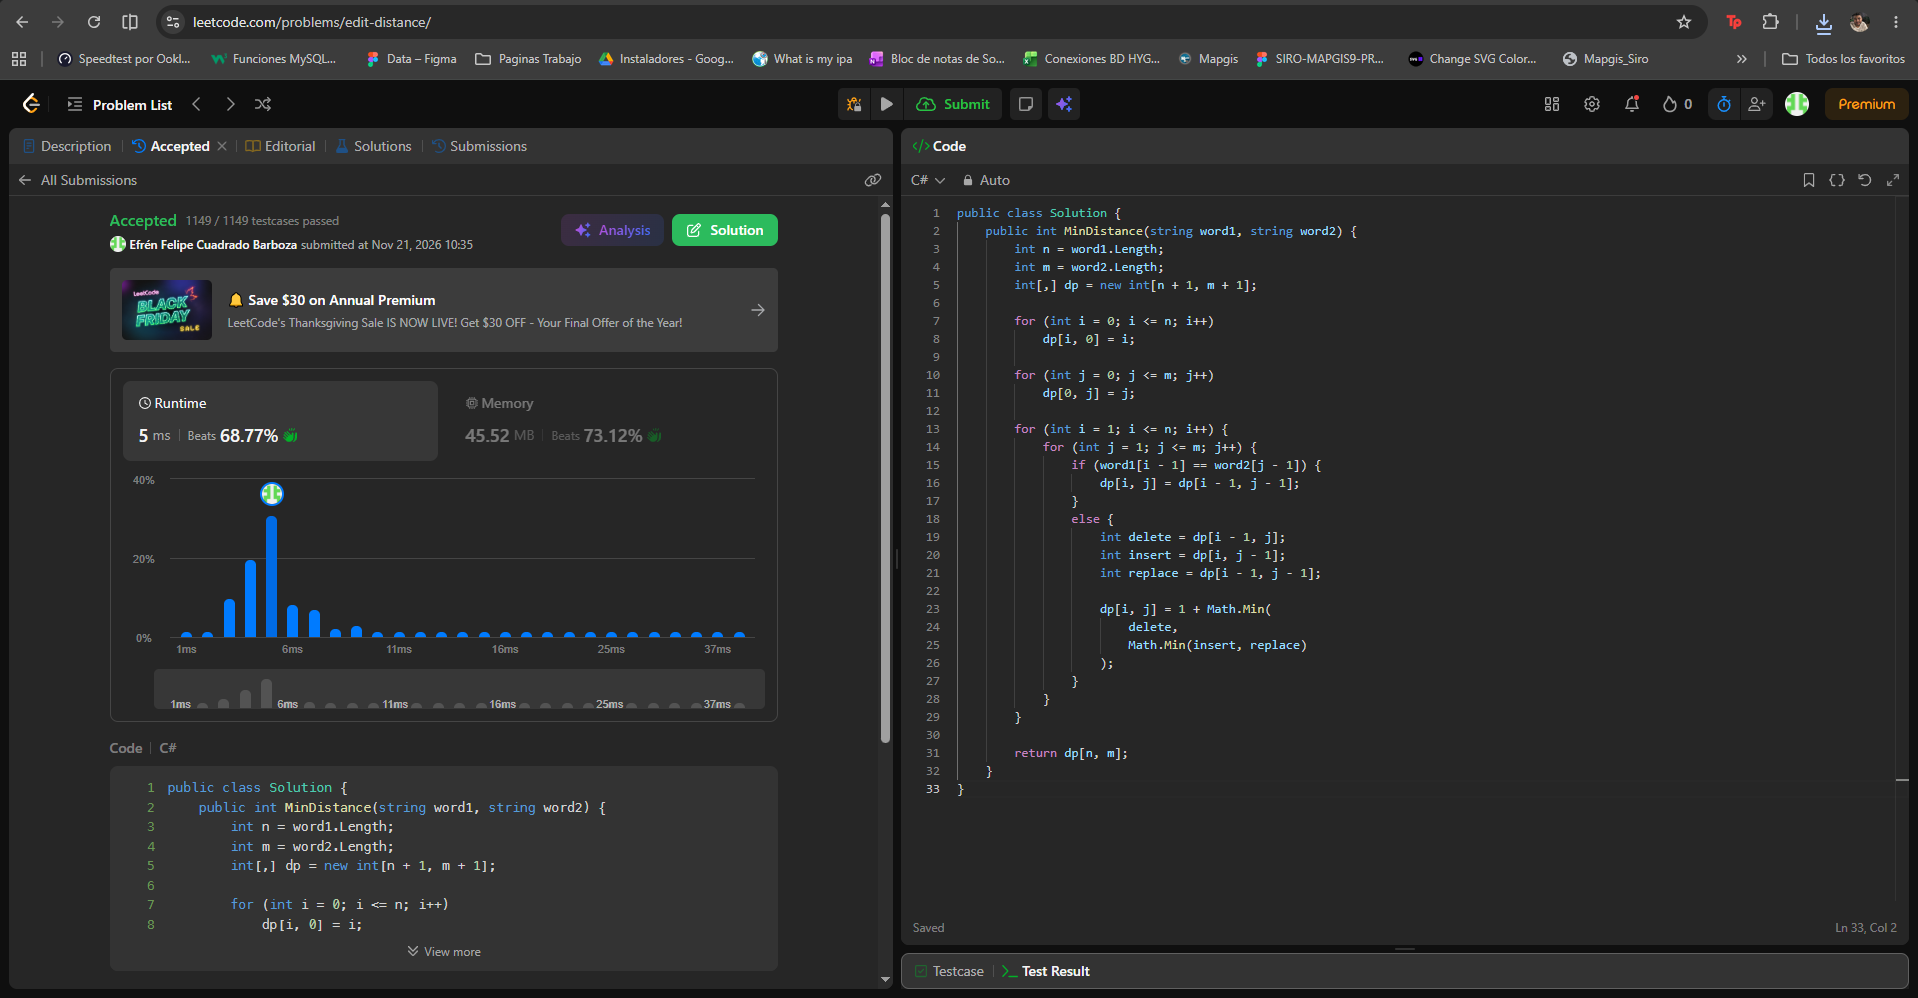 leetcode.com/problems/edit-distance/
Speedtest por Ookl...
Funciones MySQL...
Data – Figma
Paginas Trabajo
Instaladores - Goog...
What is my ipa
Bloc de notas de So...
Conexiones BD HYG...
Mapgis
SIRO-MAPGIS9-PR...
Change SVG Color...
Mapgis_Siro
Todos los favoritos
Problem List
Submit
0
Premium
Description
Accepted
Editorial
Solutions
Submissions
All Submissions
Accepted 1149 / 1149 testcases passed
Efrén Felipe Cuadrado Barboza submitted at Nov 21, 2026 10:35
Analysis
Solution
LeetCode
BLACK
FRIDAY
SALE
Save $30 on Annual Premium
LeetCode's Thanksgiving Sale IS NOW LIVE! Get $30 OFF - Your Final Offer of the Year!
Runtime
5 ms | Beats 68.77%
Memory
45.52 MB | Beats 73.12%
40%
20%
0%
1ms 6ms 11ms 16ms 25ms 37ms
1ms 6ms 11ms 16ms 25ms 37ms
Code | C#
1 public class Solution {
2 public int MinDistance(string word1, string word2) {
3 int n = word1.Length;
4 int m = word2.Length;
5 int[,] dp = new int[n + 1, m + 1];
6
7 for (int i = 0; i <= n; i++)
8 dp[i, 0] = i;
View more
</> Code
C#
Auto
1 public class Solution {
2 public int MinDistance(string word1, string word2) {
3 int n = word1.Length;
4 int m = word2.Length;
5 int[,] dp = new int[n + 1, m + 1];
6
7 for (int i = 0; i <= n; i++)
8 dp[i, 0] = i;
9
10 for (int j = 0; j <= m; j++)
11 dp[0, j] = j;
12
13 for (int i = 1; i <= n; i++) {
14 for (int j = 1; j <= m; j++) {
15 if (word1[i - 1] == word2[j - 1]) {
16 dp[i, j] = dp[i - 1, j - 1];
17 }
18 else {
19 int delete = dp[i - 1, j];
20 int insert = dp[i, j - 1];
21 int replace = dp[i - 1, j - 1];
22
23 dp[i, j] = 1 + Math.Min(
24 delete,
25 Math.Min(insert, replace)
26 );
27 }
28 }
29 }
30
31 return dp[n, m];
32 }
33 }
Saved
Ln 33, Col 2
Testcase
Test Result